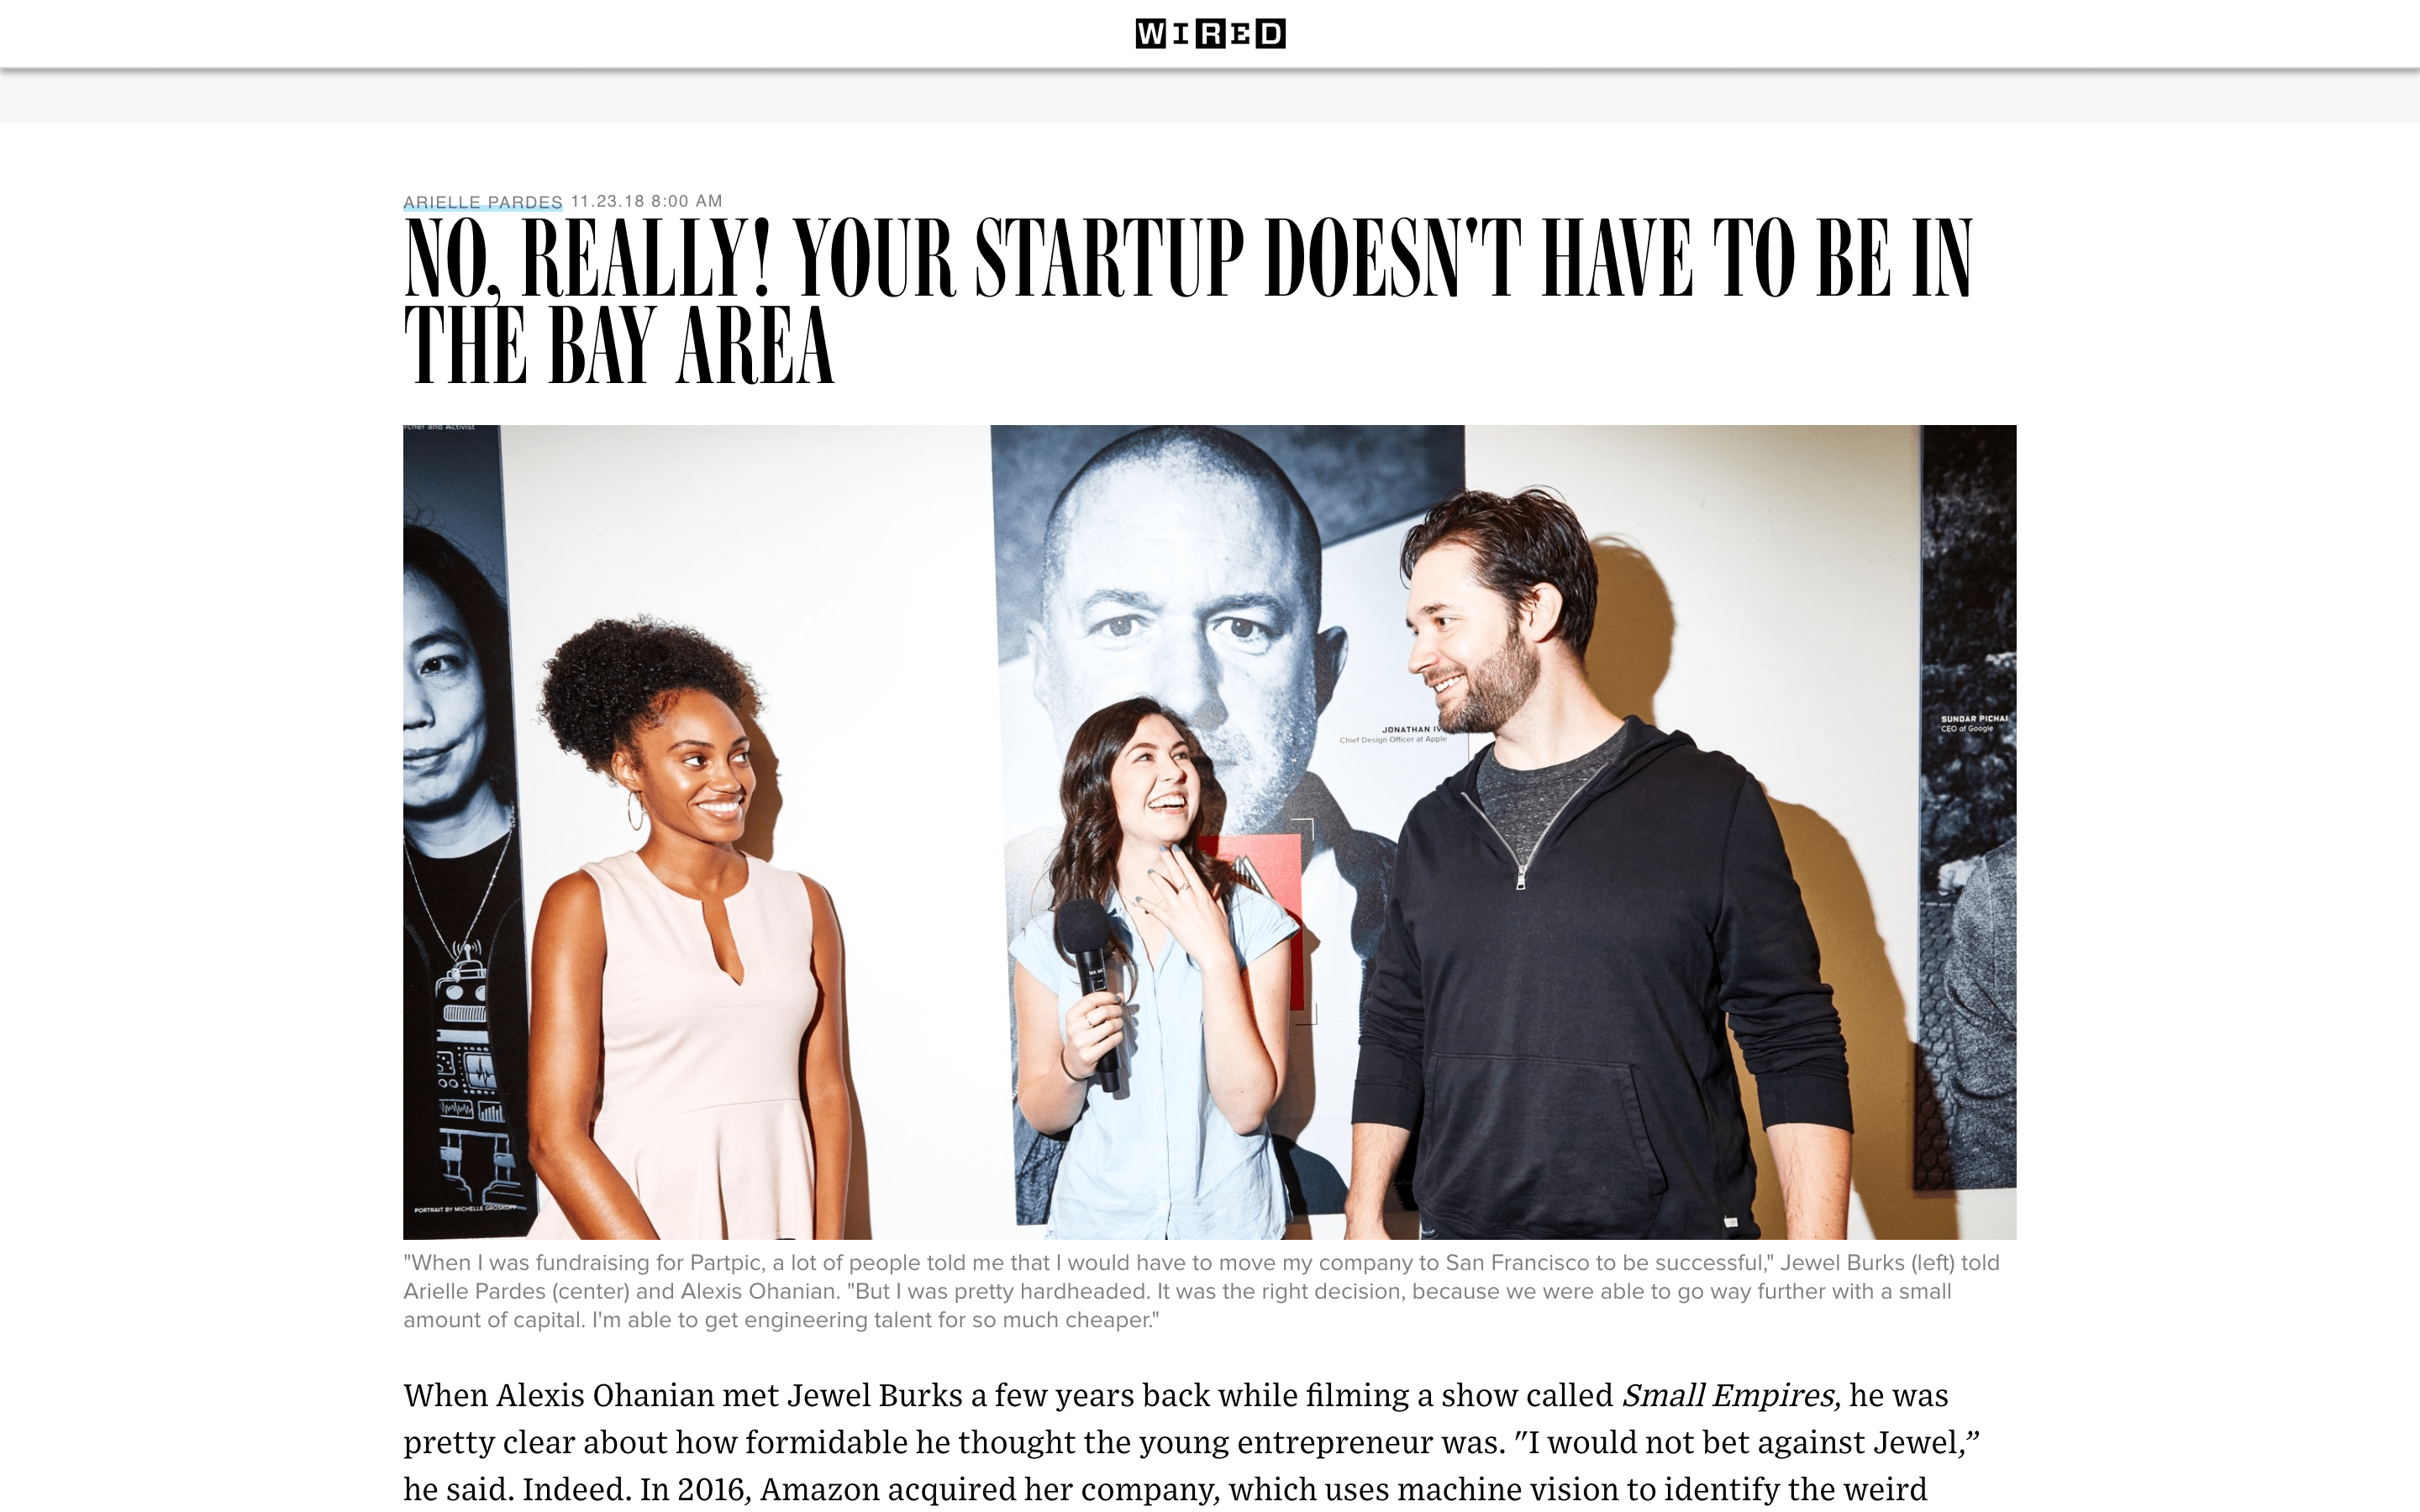 WIRED
ARIELLE PARDES 11.23.18 8:00 AM
NO, REALLY! YOUR STARTUP DOESN'T HAVE TO BE IN
THE BAY AREA
rcher and Activist
JONATHAN IV
Chief Design Officer at Apple
SUNDAR PICHAI
CEO of Google
PORTRAIT BY MICHELLE GROSKOPF
"When I was fundraising for Partpic, a lot of people told me that I would have to move my company to San Francisco to be successful," Jewel Burks (left) told
Arielle Pardes (center) and Alexis Ohanian. "But I was pretty hardheaded. It was the right decision, because we were able to go way further with a small
amount of capital. I'm able to get engineering talent for so much cheaper."
When Alexis Ohanian met Jewel Burks a few years back while filming a show called Small Empires, he was
pretty clear about how formidable he thought the young entrepreneur was. "I would not bet against Jewel,”
he said. Indeed. In 2016, Amazon acquired her company, which uses machine vision to identify the weird